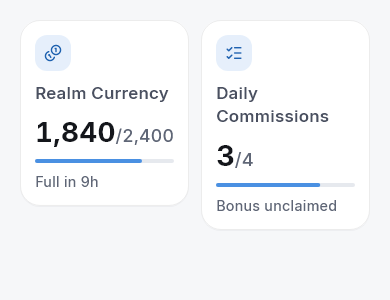 Realm Currency
1,840/2,400
Full in 9h
Daily
Commissions
3/4
Bonus unclaimed